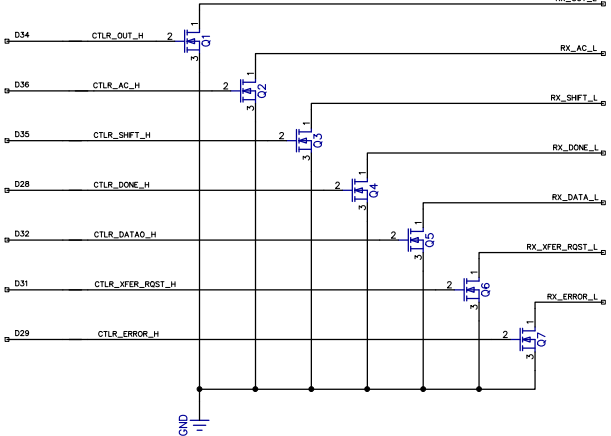 D34 CTLR_OUT_H 2 1 3 Q1
RX_AC_L
D36 CTLR_AC_H 2 1 3 Q2
RX_SHIFT_L
D35 CTLR_SHIFT_H 2 1 3 Q3
RX_DONE_L
D28 CTLR_DONE_H 2 1 3 Q4
RX_DATA_L
D32 CTLR_DATAO_H 2 1 3 Q5
RX_XFER_RQST_L
D31 CTLR_XFER_RQST_H 2 1 3 Q6
RX_ERROR_L
D29 CTLR_ERROR_H 2 1 3 Q7
GND